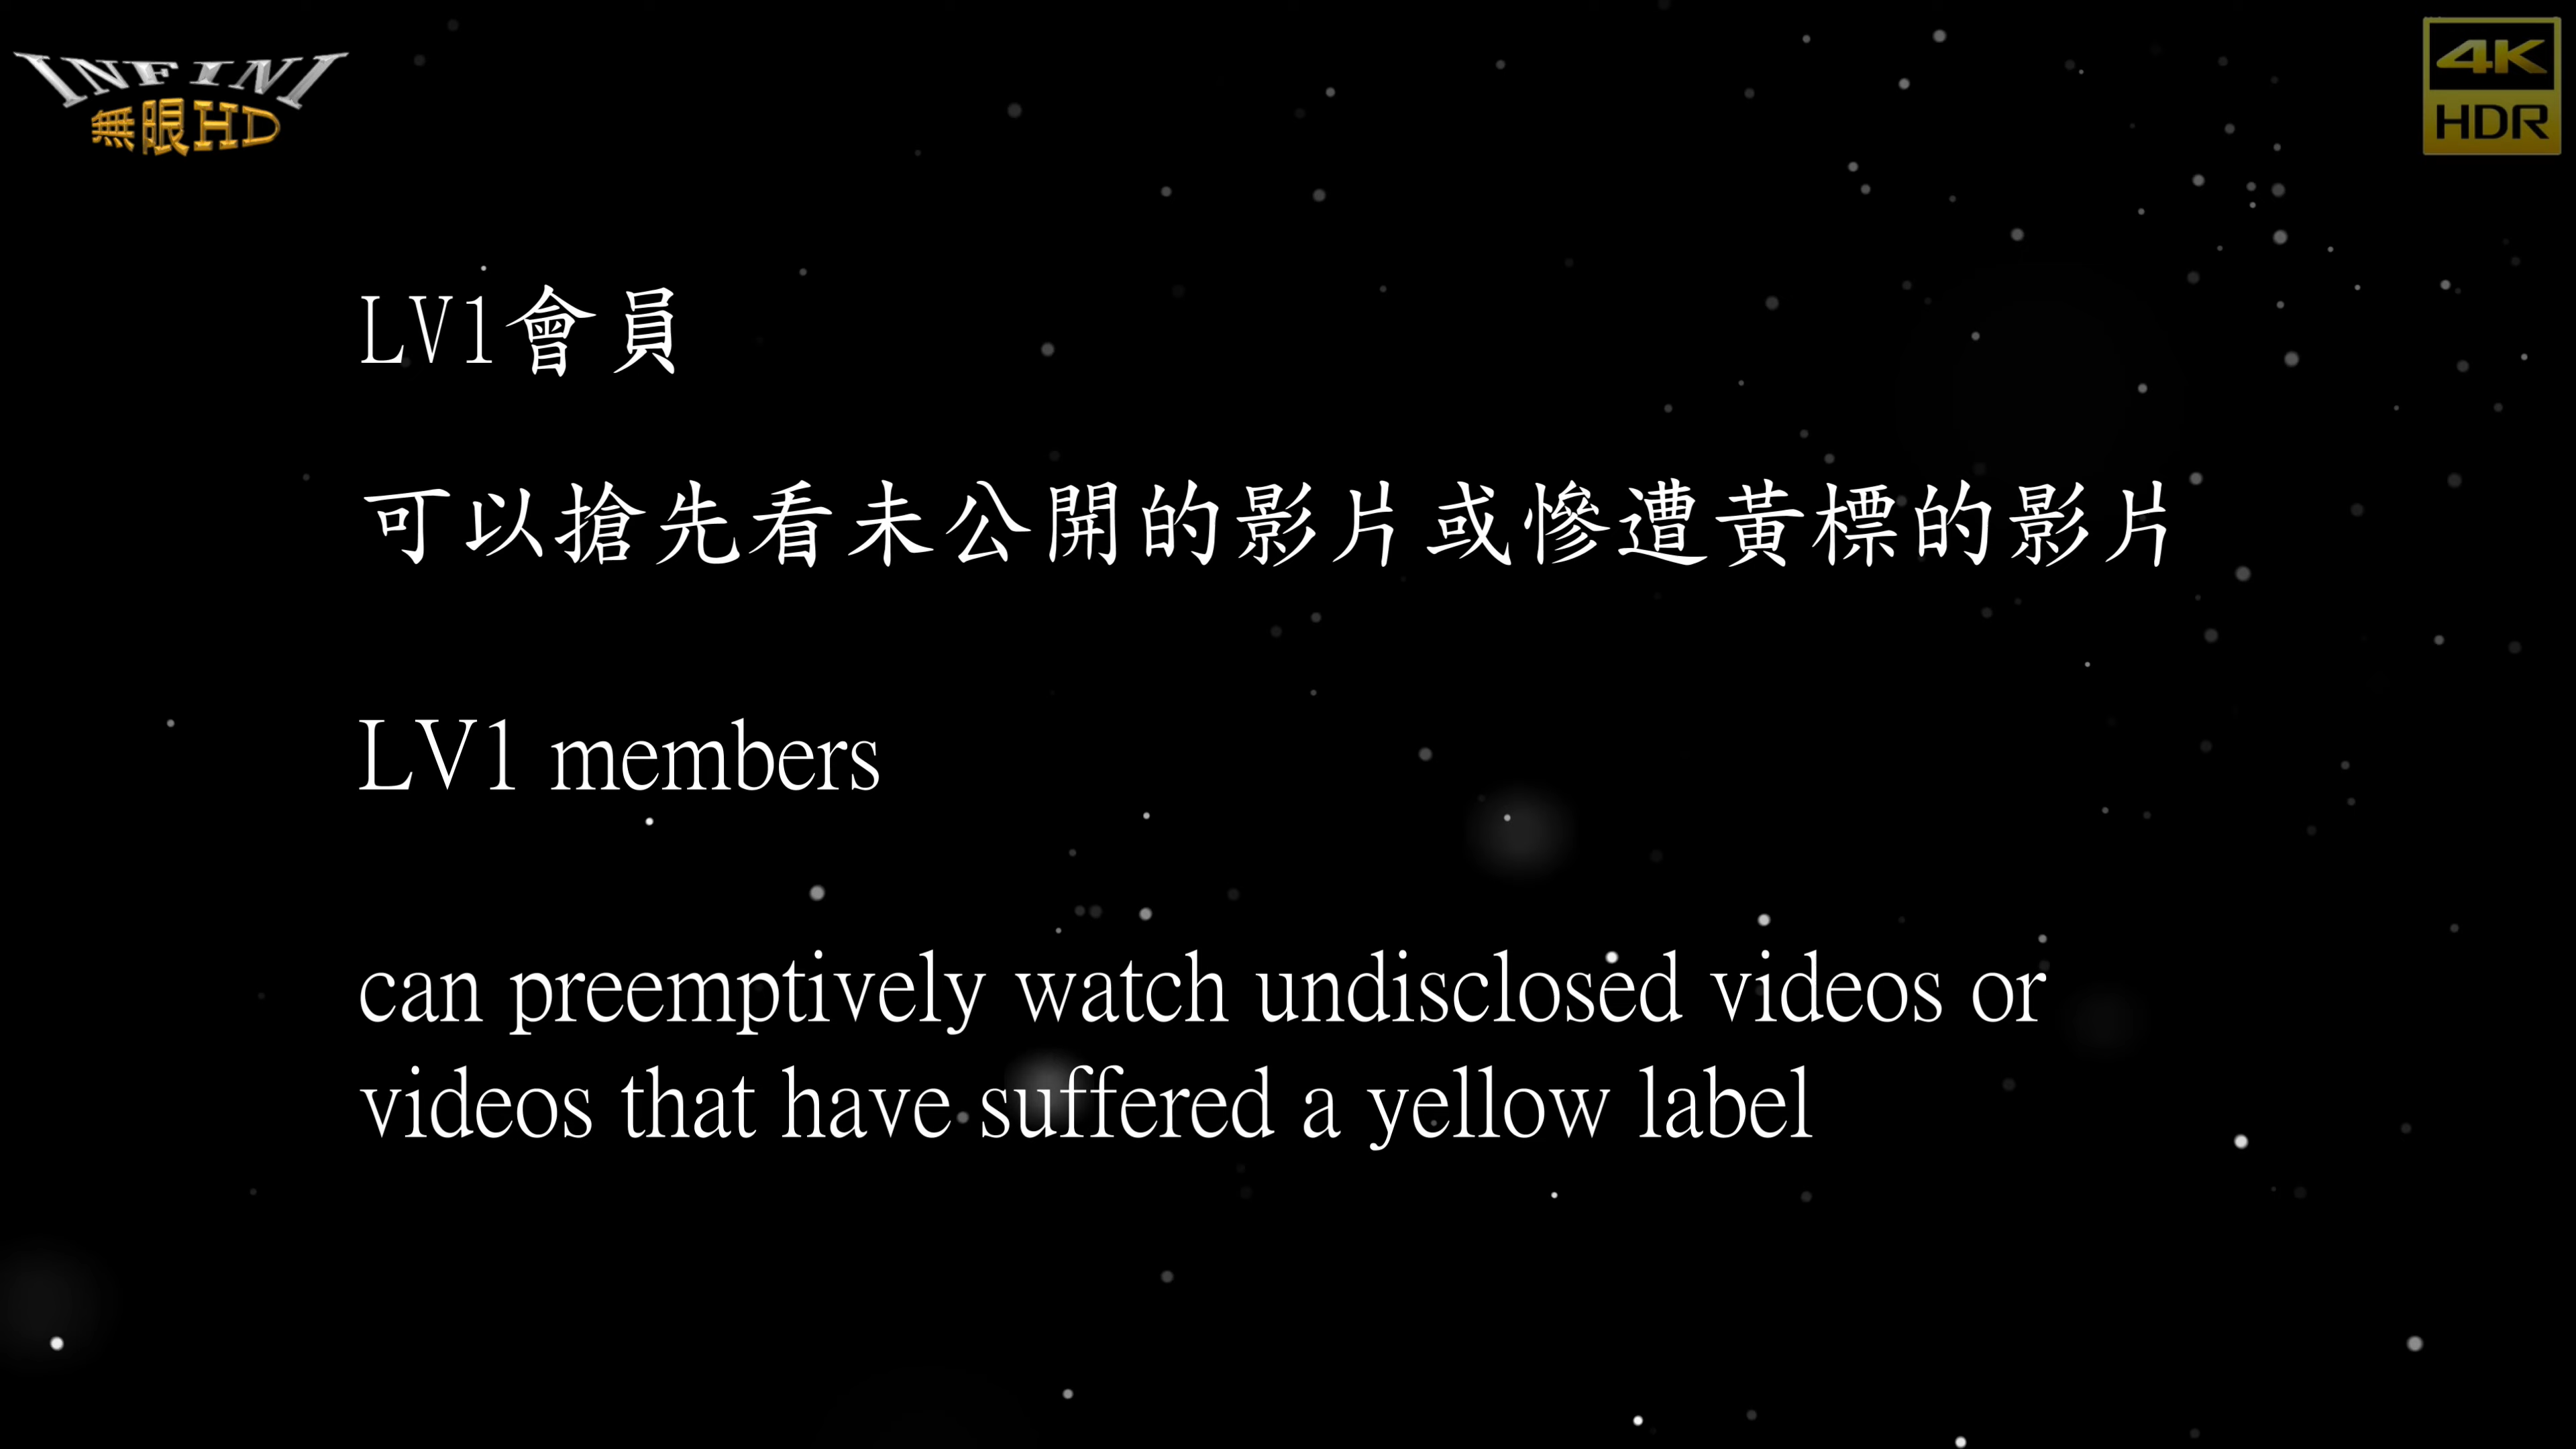 INFINI
無限HD
4K
HDR
LV1會員
可以搶先看未公開的影片或慘遭黃標的影片
LV1 members
can preemptively watch undisclosed videos or
videos that have suffered a yellow label